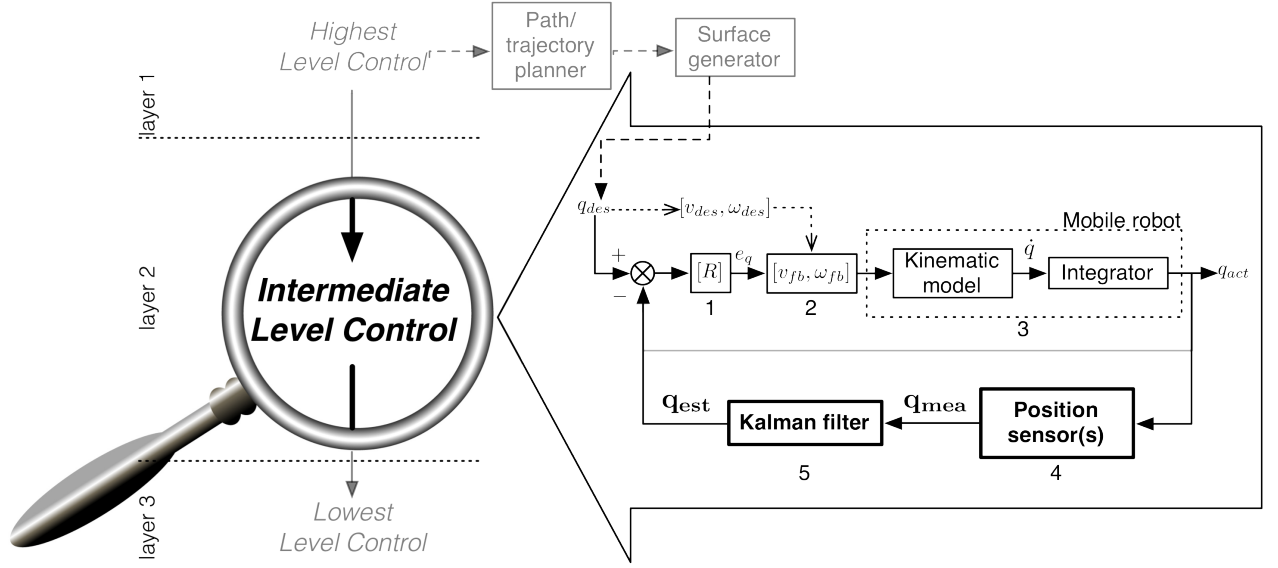 Highest
Level Control
Path/
trajectory
planner
Surface
generator
layer 1
q_des
[v_des, ω_des]
Mobile robot
+
−
[R]
e_q
[v_fb, ω_fb]
Kinematic
model
q̇
Integrator
q_act
1
2
3
layer 2
Intermediate
Level Control
q_est
Kalman filter
q_mea
Position
sensor(s)
5
4
layer 3
Lowest
Level Control